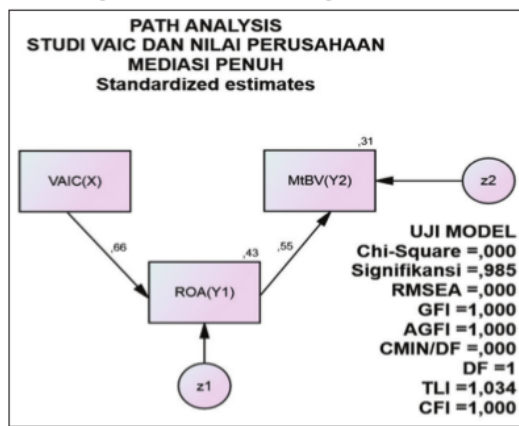 PATH ANALYSIS
STUDI VAIC DAN NILAI PERUSAHAAN
MEDIASI PENUH
Standardized estimates
,31
VAIC(X)
MtBV(Y2)
z2
,66
,43
,55
ROA(Y1)
z1
UJI MODEL
Chi-Square =,000
Signifikansi =,985
RMSEA =,000
GFI =1,000
AGFI =1,000
CMIN/DF =,000
DF =1
TLI =1,034
CFI =1,000